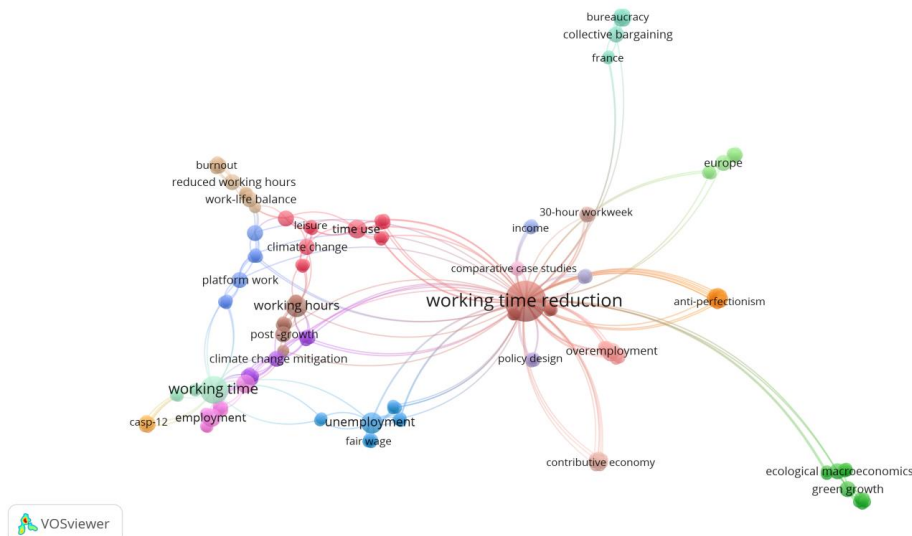 bureaucracy
collective bargaining
france
burnout
europe
reduced working hours
work-life balance
30-hour workweek
leisure
time use
income
climate change
comparative case studies
platform work
working time reduction
anti-perfectionism
working hours
post -growth
overemployment
climate change mitigation
policy design
working time
casp-12
employment
unemployment
fair wage
contributive economy
ecological macroeconomics
green growth
VOSviewer